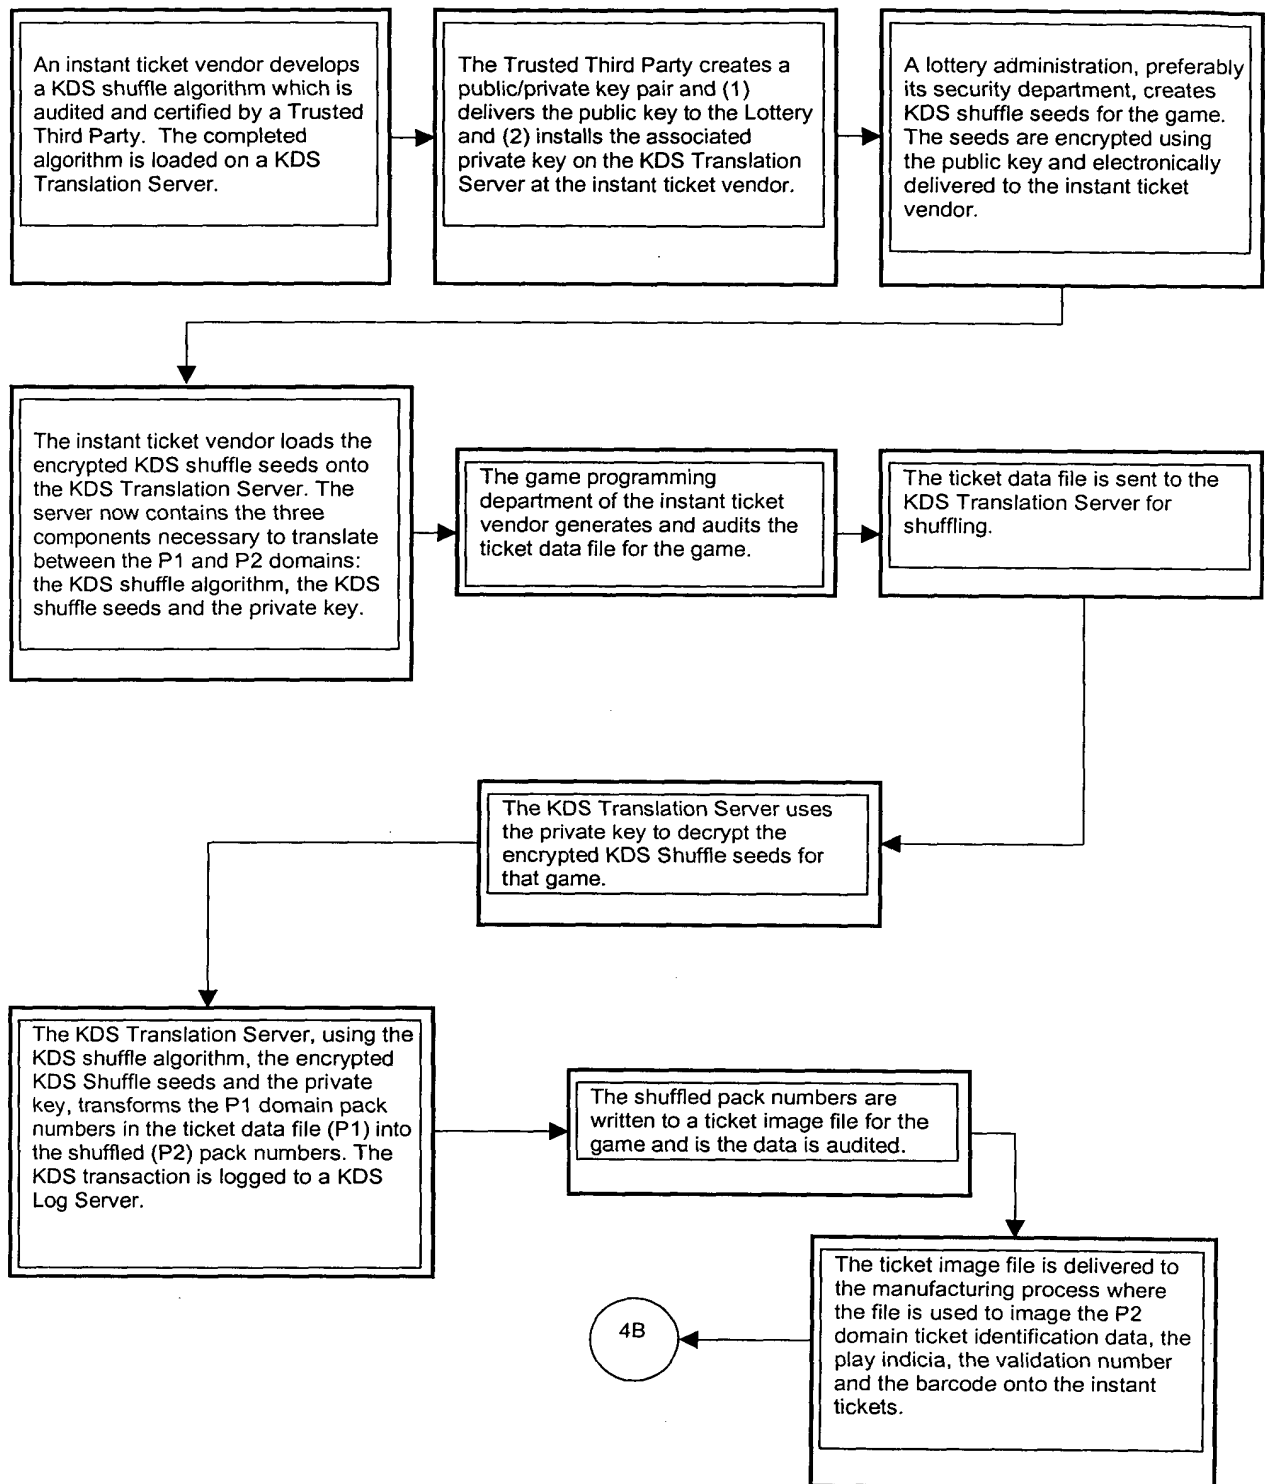 An instant ticket vendor develops
a KDS shuffle algorithm which is
audited and certified by a Trusted
Third Party. The completed
algorithm is loaded on a KDS
Translation Server.
The Trusted Third Party creates a
public/private key pair and (1)
delivers the public key to the Lottery
and (2) installs the associated
private key on the KDS Translation
Server at the instant ticket vendor.
A lottery administration, preferably
its security department, creates
KDS shuffle seeds for the game.
The seeds are encrypted using
the public key and electronically
delivered to the instant ticket
vendor.
The instant ticket vendor loads the
encrypted KDS shuffle seeds onto
the KDS Translation Server. The
server now contains the three
components necessary to translate
between the P1 and P2 domains:
the KDS shuffle algorithm, the KDS
shuffle seeds and the private key.
The game programming
department of the instant ticket
vendor generates and audits the
ticket data file for the game.
The ticket data file is sent to the
KDS Translation Server for
shuffling.
The KDS Translation Server uses
the private key to decrypt the
encrypted KDS Shuffle seeds for
that game.
The KDS Translation Server, using the
KDS shuffle algorithm, the encrypted
KDS Shuffle seeds and the private
key, transforms the P1 domain pack
numbers in the ticket data file (P1) into
the shuffled (P2) pack numbers. The
KDS transaction is logged to a KDS
Log Server.
The shuffled pack numbers are
written to a ticket image file for the
game and is the data is audited.
The ticket image file is delivered to
the manufacturing process where
the file is used to image the P2
domain ticket identification data, the
play indicia, the validation number
and the barcode onto the instant
tickets.
4B